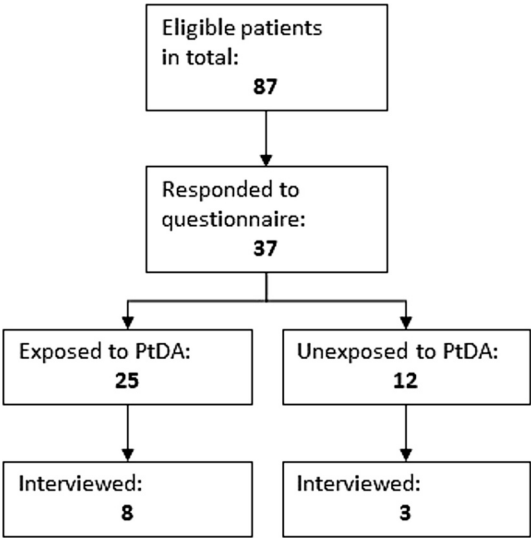 Eligible patients
in total:
87
Responded to
questionnaire:
37
Exposed to PtDA:
25
Unexposed to PtDA:
12
Interviewed:
8
Interviewed:
3